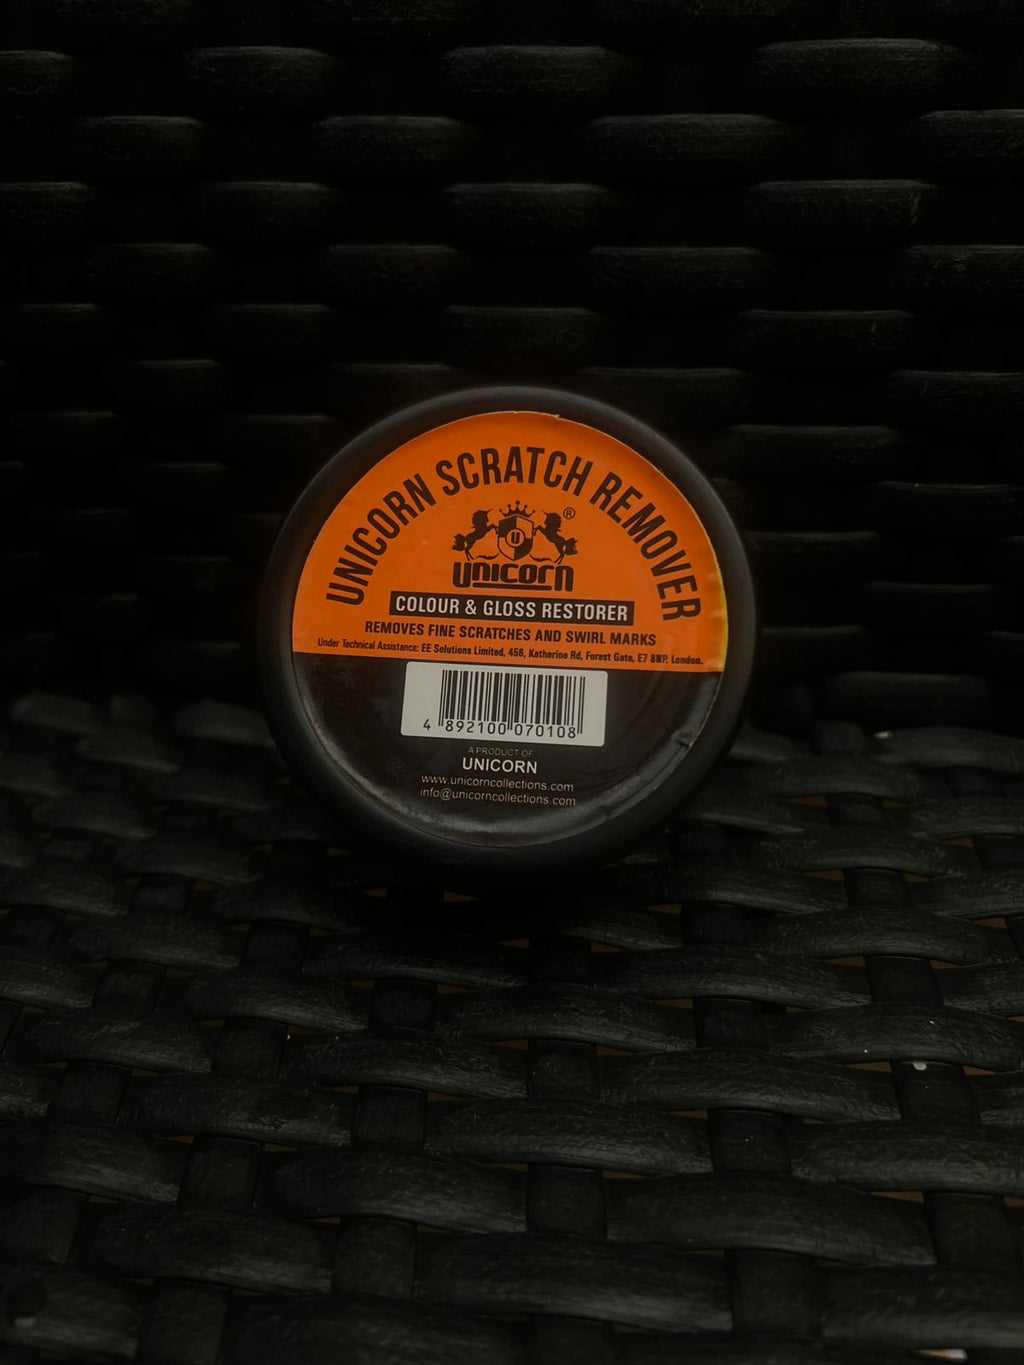 UNICORN SCRATCH REMOVER
®
U
UNICORN
COLOUR & GLOSS RESTORER
REMOVES FINE SCRATCHES AND SWIRL MARKS
Under Technical Assistance: EE Solutions Limited, 456, Katherine Rd, Forest Gate, E7 8NP. London.
4 892100 070108
A PRODUCT OF
UNICORN
www.unicorncollections.com
info@unicorncollections.com